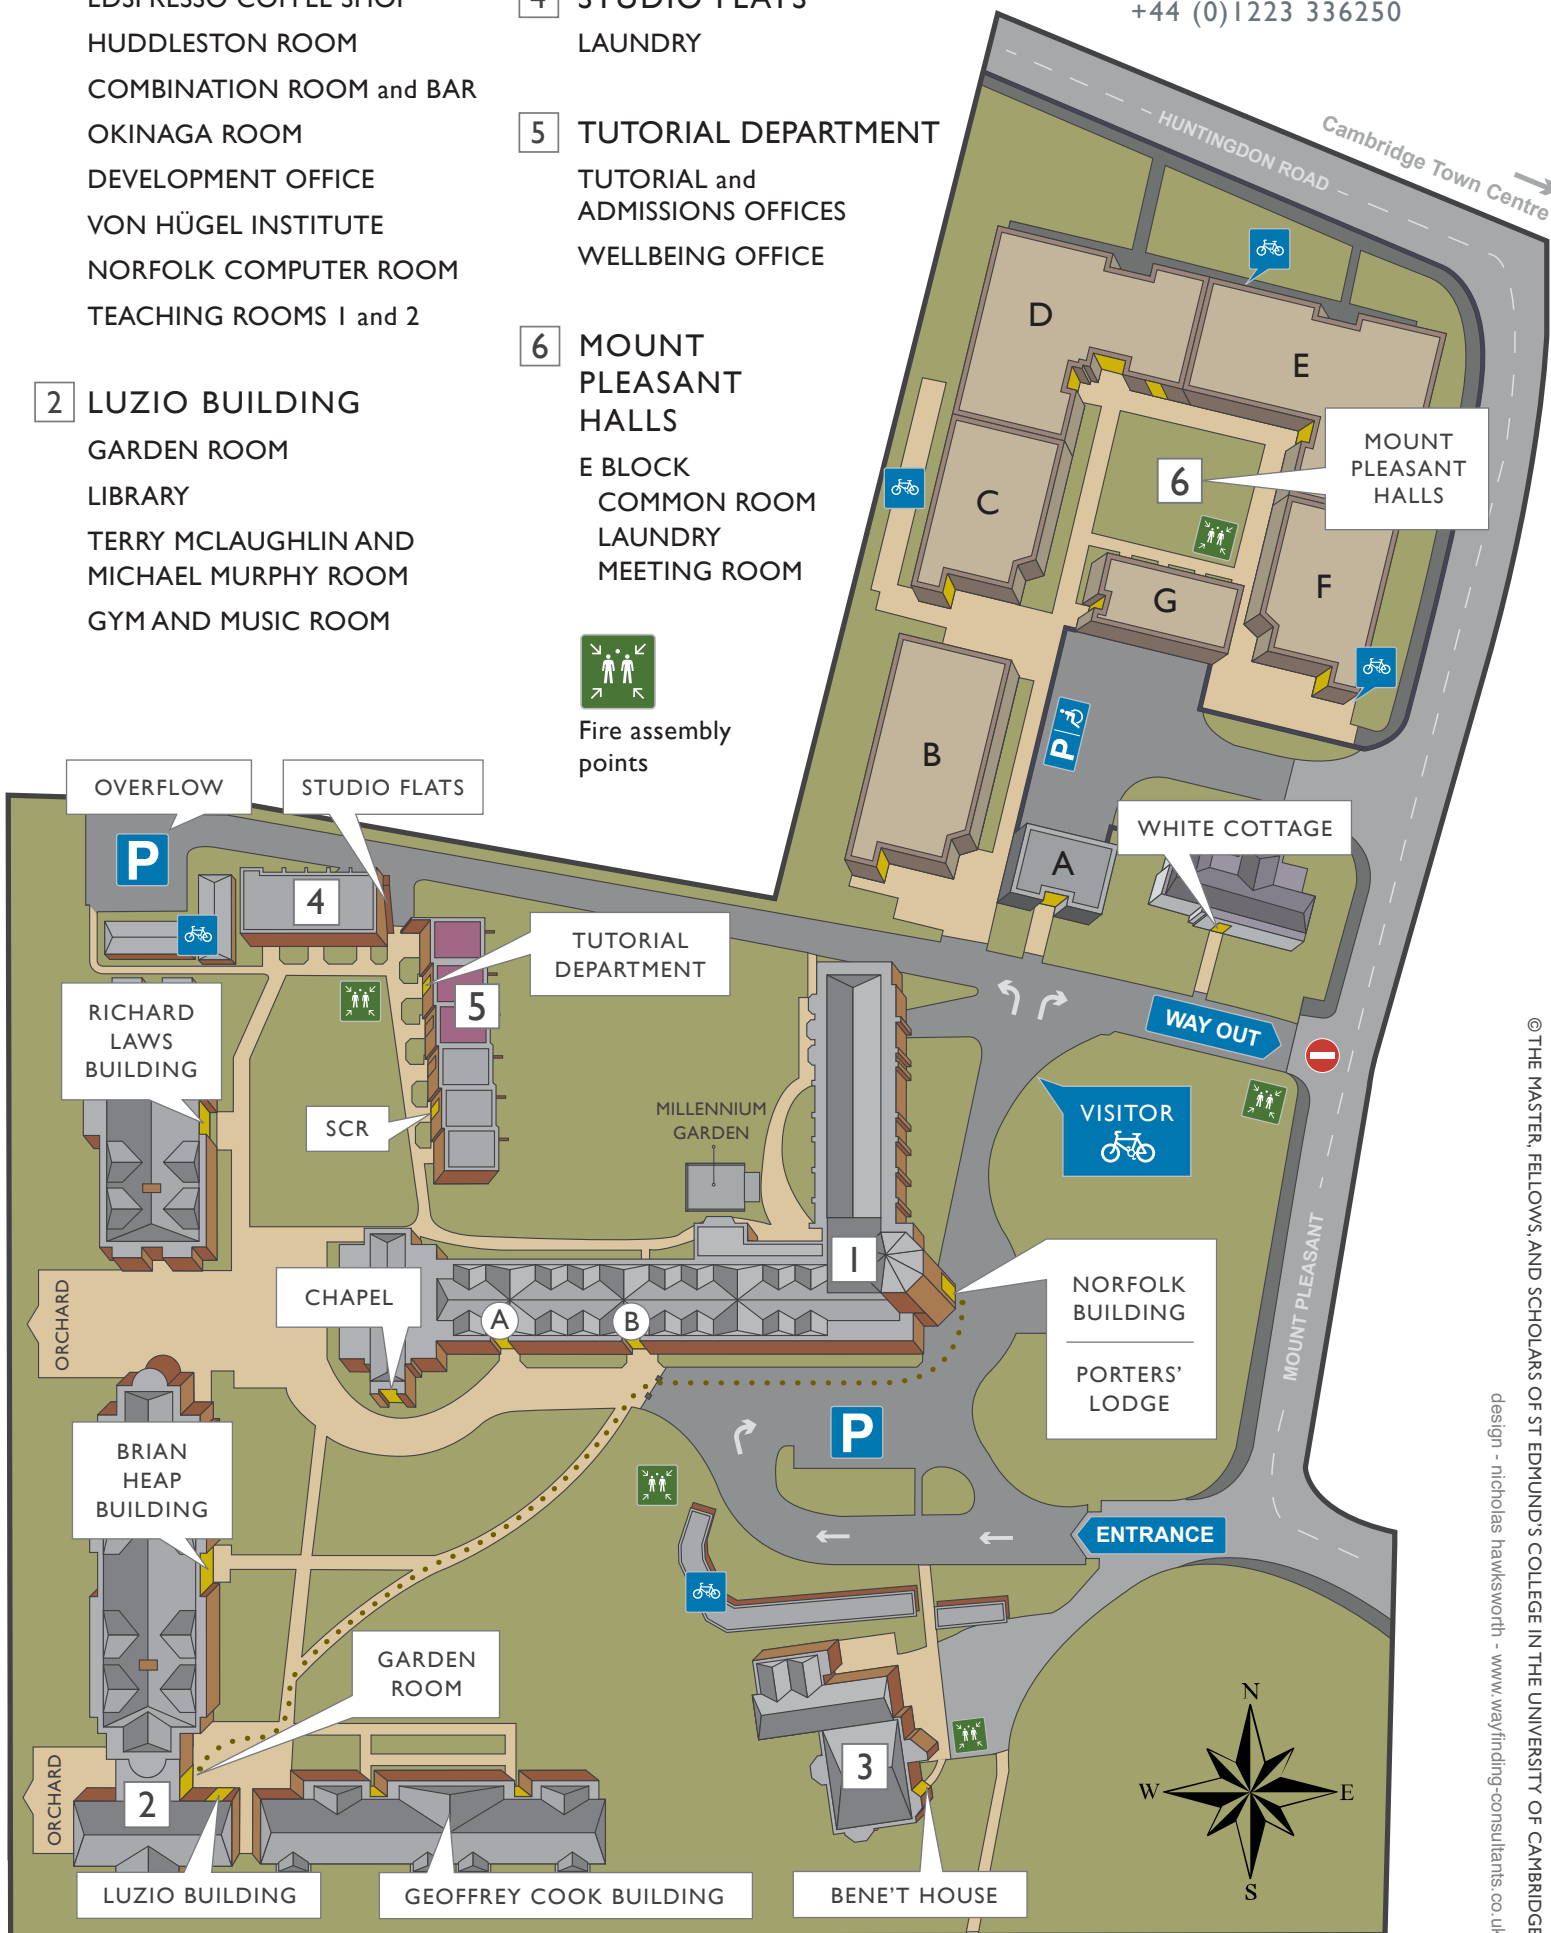 EDSPRESSO COFFEE SHOP
HUDDLESTON ROOM
COMBINATION ROOM and BAR
OKINAGA ROOM
DEVELOPMENT OFFICE
VON HÜGEL INSTITUTE
NORFOLK COMPUTER ROOM
TEACHING ROOMS 1 and 2
2 LUZIO BUILDING
GARDEN ROOM
LIBRARY
TERRY MCLAUGHLIN AND
MICHAEL MURPHY ROOM
GYM AND MUSIC ROOM
4 STUDIO FLATS
LAUNDRY
5 TUTORIAL DEPARTMENT
TUTORIAL and
ADMISSIONS OFFICES
WELLBEING OFFICE
6 MOUNT
PLEASANT
HALLS
E BLOCK
COMMON ROOM
LAUNDRY
MEETING ROOM
Fire assembly
points
+44 (0)1223 336250
HUNTINGDON ROAD
Cambridge Town Centre
D
E
C
6
MOUNT
PLEASANT
HALLS
G
F
B
P
A
WHITE COTTAGE
OVERFLOW
STUDIO FLATS
P
4
TUTORIAL
DEPARTMENT
5
RICHARD
LAWS
BUILDING
SCR
MILLENNIUM
GARDEN
WAY OUT
VISITOR
MOUNT PLEASANT
1
CHAPEL
A
B
NORFOLK
BUILDING
PORTERS'
LODGE
ORCHARD
P
BRIAN
HEAP
BUILDING
ENTRANCE
GARDEN
ROOM
3
ORCHARD
2
LUZIO BUILDING
GEOFFREY COOK BUILDING
BENE'T HOUSE
N
W
E
S
© THE MASTER, FELLOWS, AND SCHOLARS OF ST EDMUND'S COLLEGE IN THE UNIVERSITY OF CAMBRIDGE
design - nicholas hawksworth - www.wayfinding-consultants.co.uk